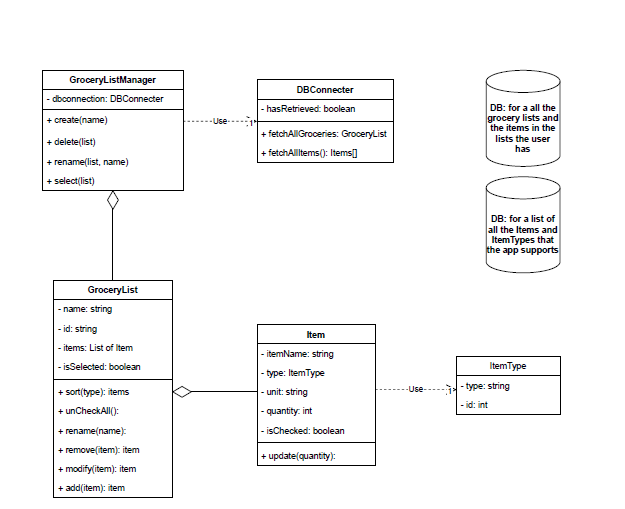 GroceryListManager
- dbconnection: DBConnecter
+ create(name)
+ delete(list)
+ rename(list, name)
+ select(list)
Use
1
DBConnecter
- hasRetrieved: boolean
+ fetchAllGroceries: GroceryList
+ fetchAllItems(): Items[]
DB: for a all the
grocery lists and
the items in the
lists the user
has
DB: for a list of
all the Items and
ItemTypes that
the app supports
GroceryList
- name: string
- id: string
- items: List of Item
- isSelected: boolean
+ sort(type): items
+ unCheckAll():
+ rename(name):
+ remove(item): item
+ modify(item): item
+ add(item): item
Item
- itemName: string
- type: ItemType
- unit: string
- quantity: int
- isChecked: boolean
+ update(quantity):
Use
1
ItemType
- type: string
- id: int